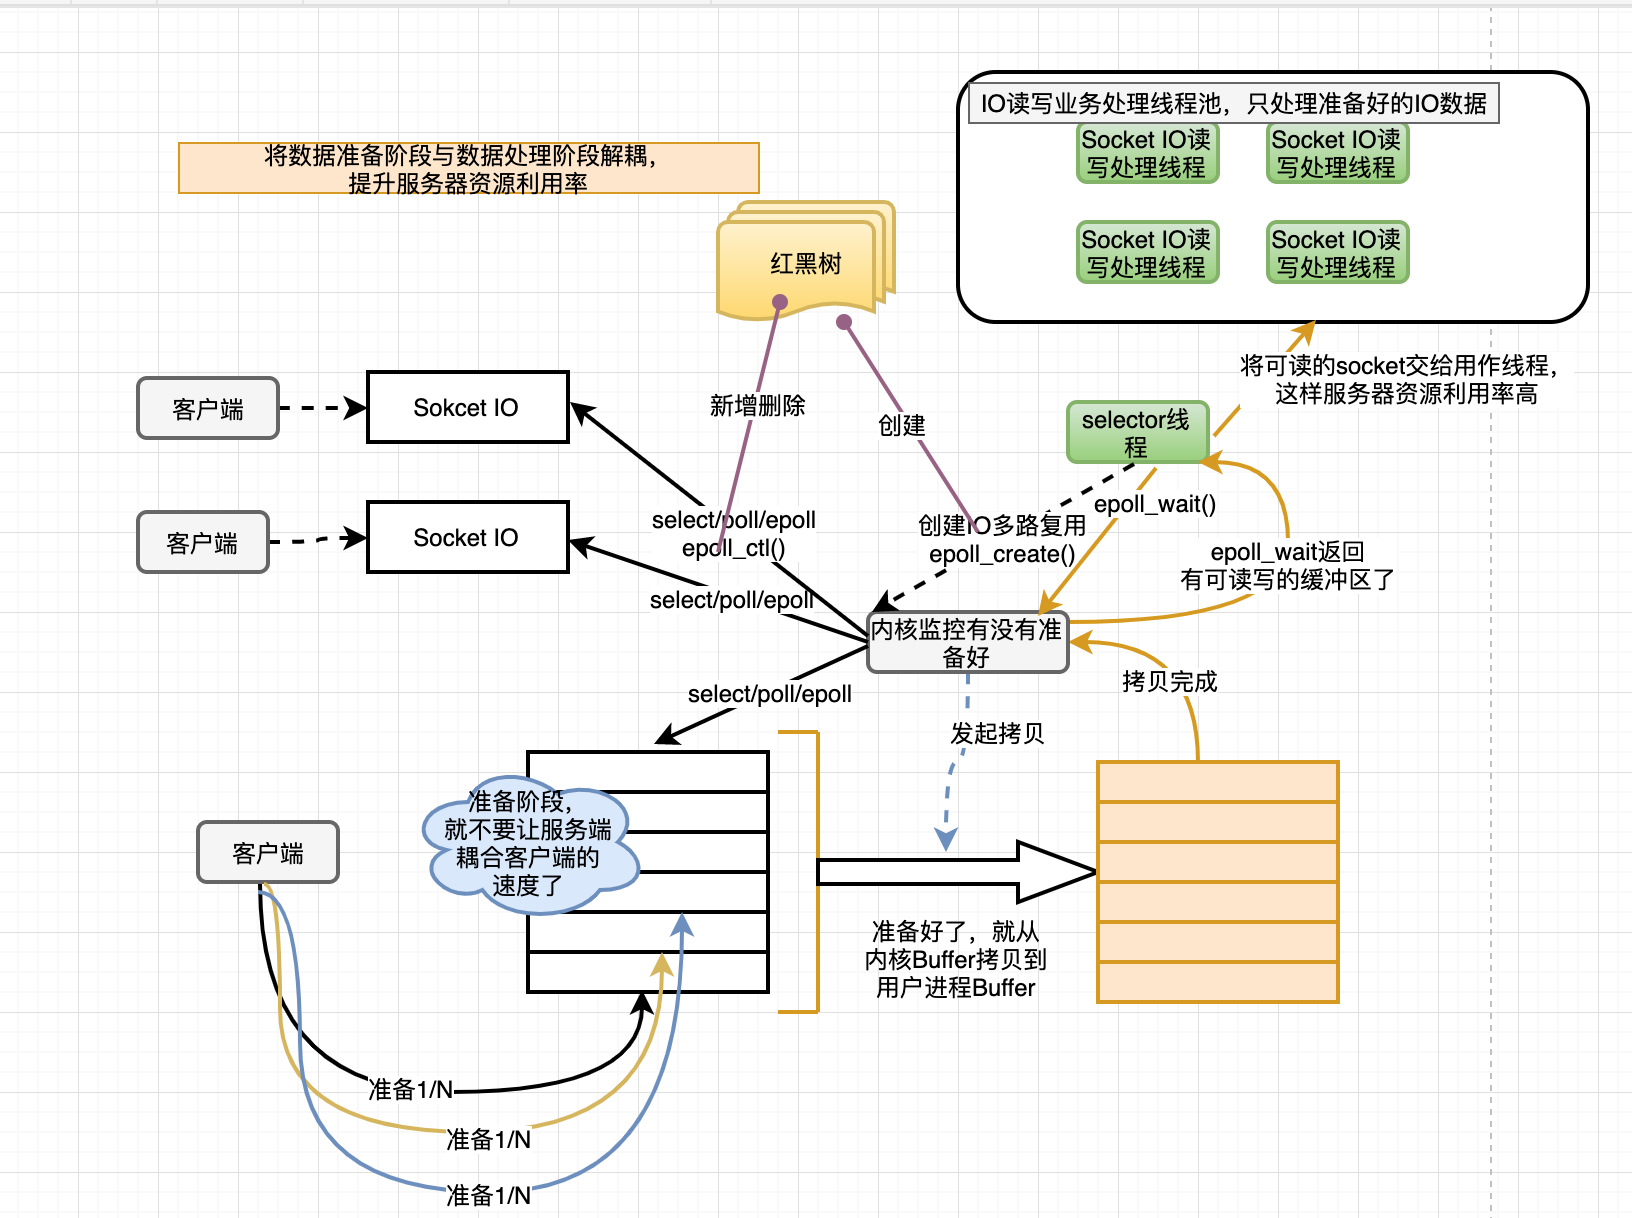 IO读写业务处理线程池，只处理准备好的IO数据
Socket IO读
写处理线程
Socket IO读
写处理线程
Socket IO读
写处理线程
Socket IO读
写处理线程
将数据准备阶段与数据处理阶段解耦，
提升服务器资源利用率
红黑树
将可读的socket交给用作线程，
这样服务器资源利用率高
客户端
Sokcet IO
新增删除
创建
selector线
程
epoll_wait()
客户端
Socket IO
select/poll/epoll
epoll_ctl()
创建IO多路复用
epoll_create()
epoll_wait返回
有可读写的缓冲区了
select/poll/epoll
内核监控有没有准
备好
select/poll/epoll
拷贝完成
发起拷贝
准备阶段，
就不要让服务端
耦合客户端的
速度了
客户端
准备好了，就从
内核Buffer拷贝到
用户进程Buffer
准备1/N
准备1/N
准备1/N